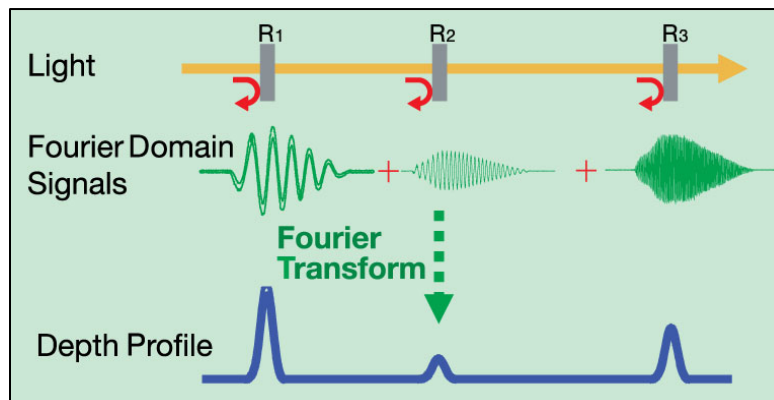 R1 R2 R3
Light
Fourier Domain
Signals
+ +
Fourier
Transform
Depth Profile